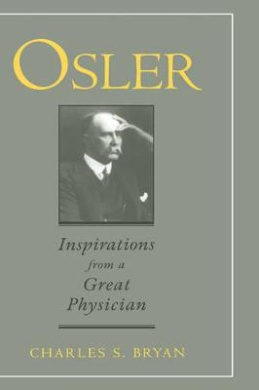 OSLER
Inspirations
from a
Great
Physician
CHARLES S. BRYAN